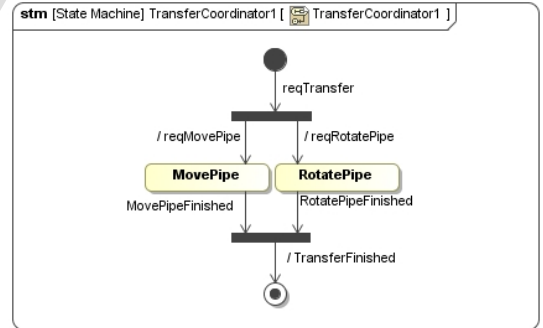 stm [State Machine] TransferCoordinator1 [ TransferCoordinator1 ]
reqTransfer
/ reqMovePipe
/ reqRotatePipe
MovePipe
RotatePipe
MovePipeFinished
RotatePipeFinished
/ TransferFinished